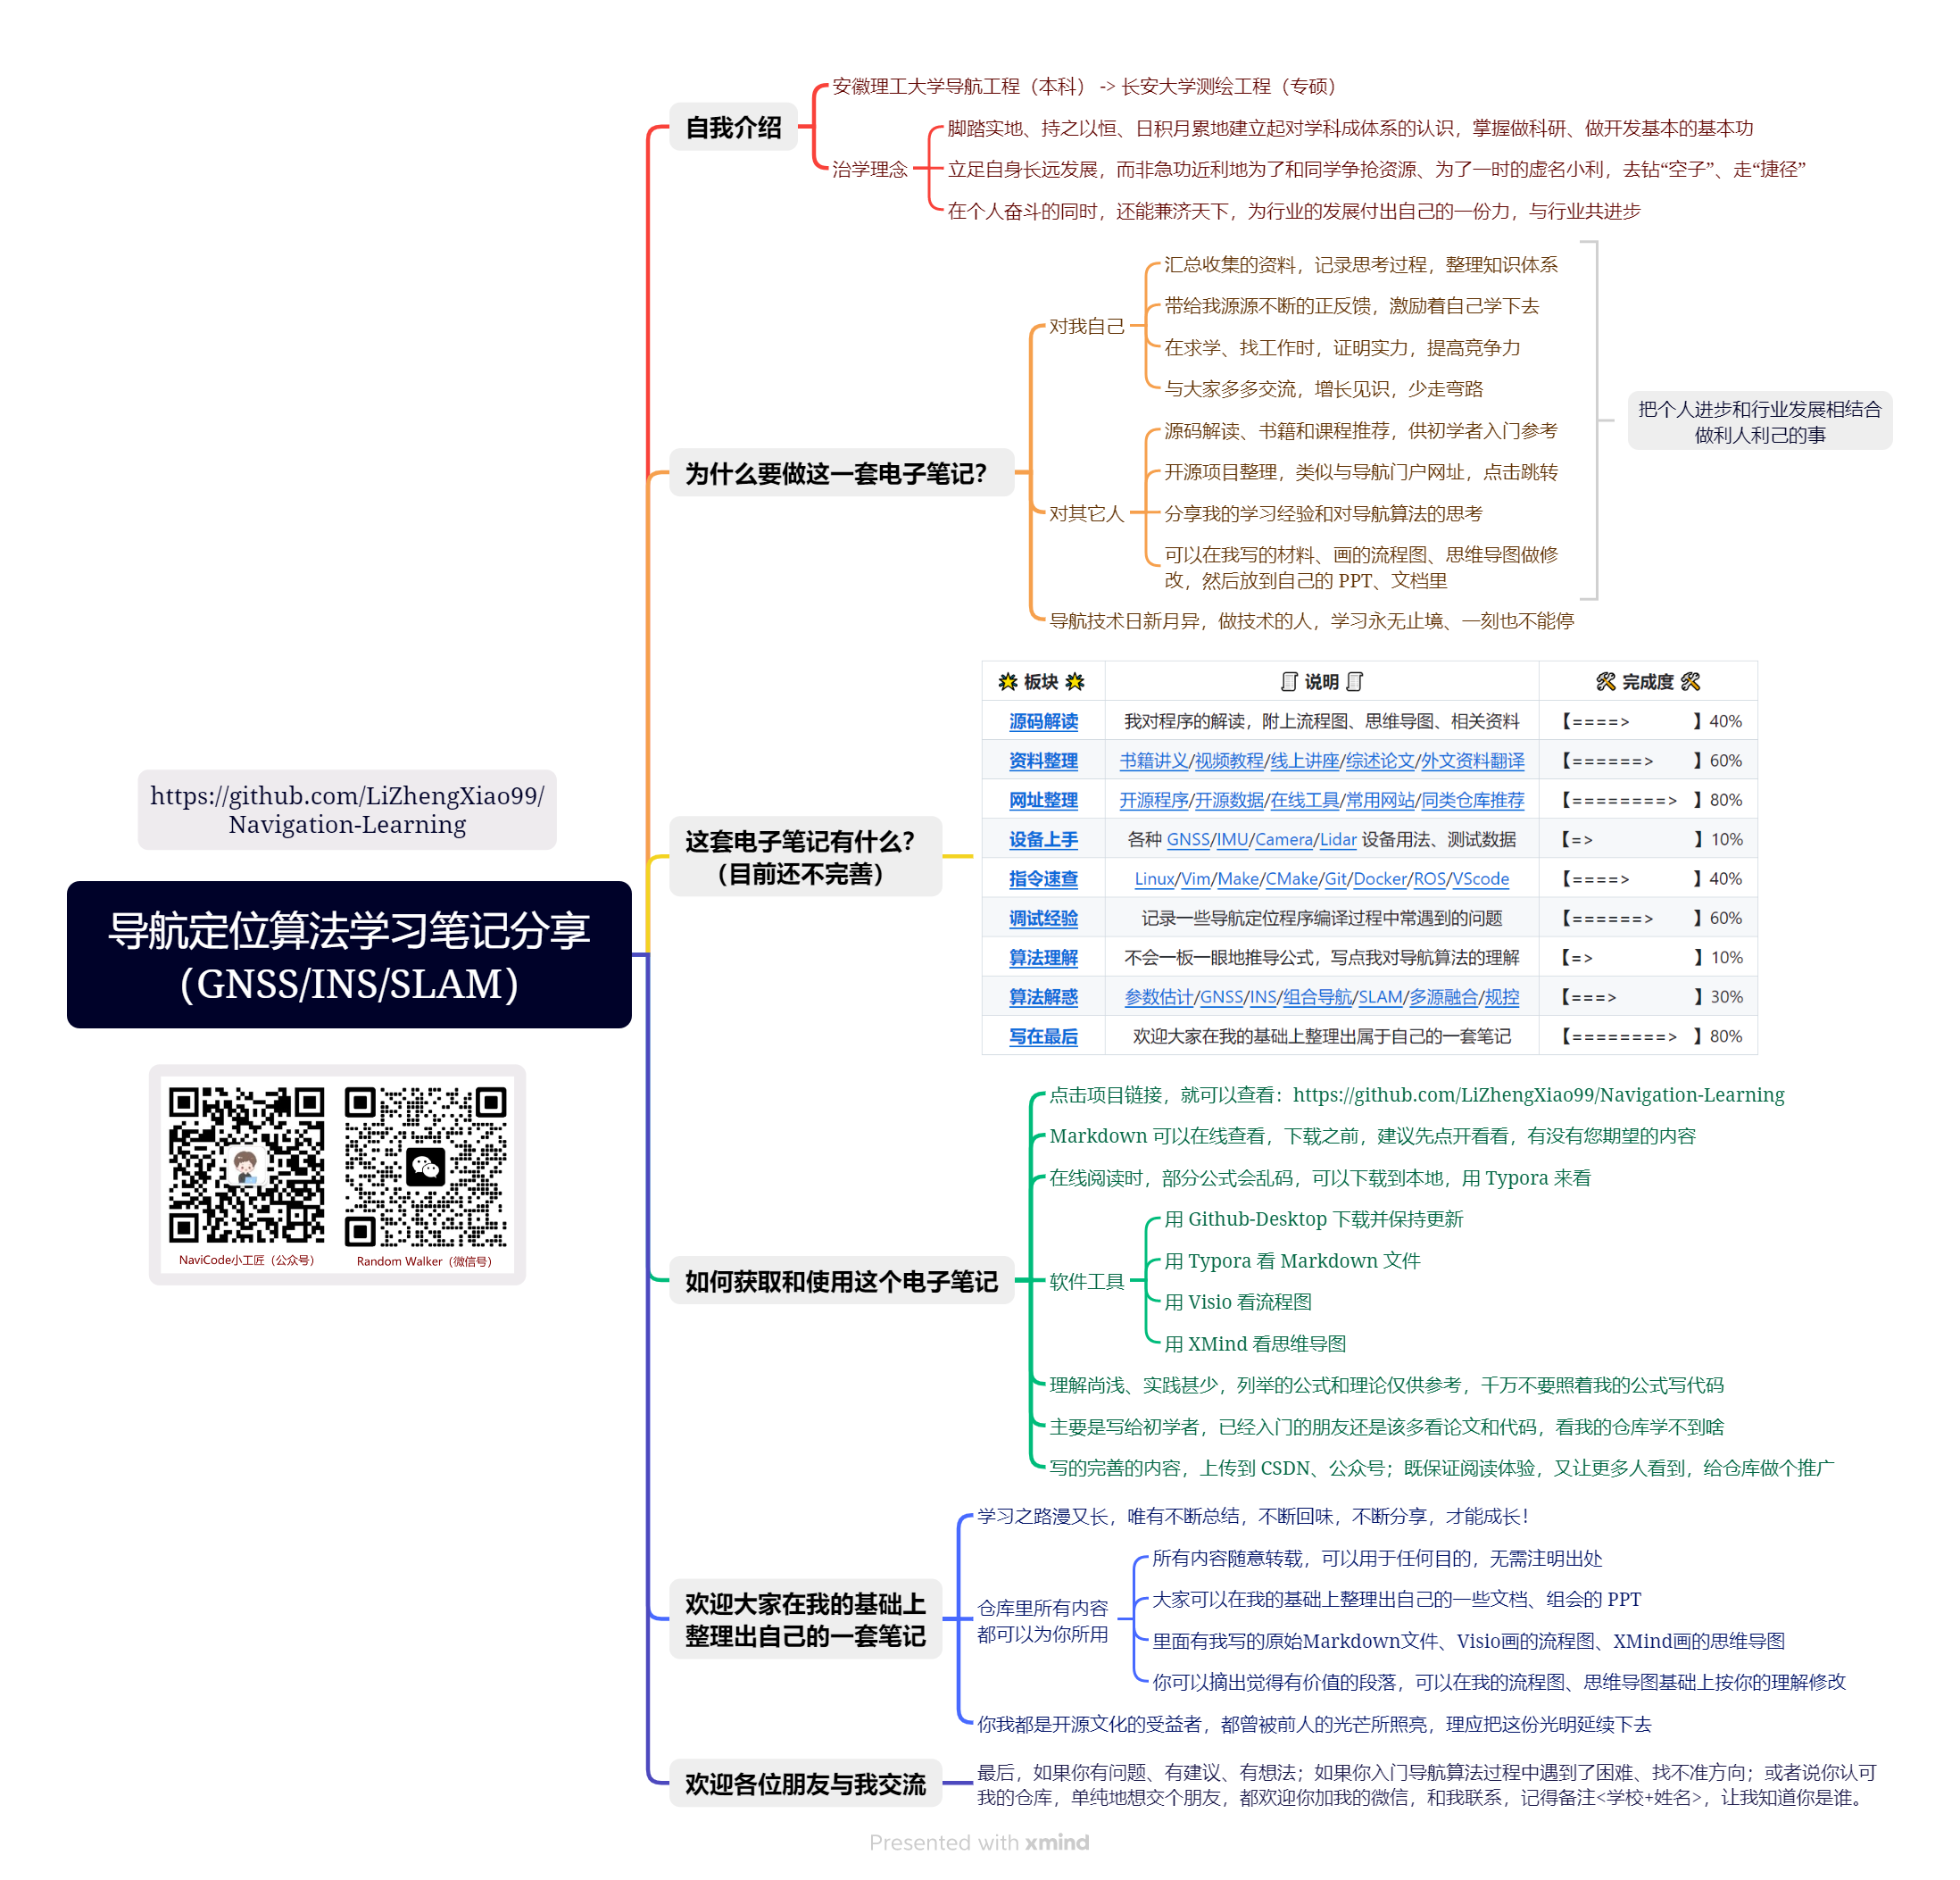 https://github.com/LiZhengXiao99/
Navigation-Learning
导航定位算法学习笔记分享
（GNSS/INS/SLAM）
NaviCode小工匠（公众号）
Random Walker（微信号）
自我介绍
安徽理工大学导航工程（本科） -> 长安大学测绘工程（专硕）
治学理念
脚踏实地、持之以恒、日积月累地建立起对学科成体系的认识，掌握做科研、做开发基本的基本功
立足自身长远发展，而非急功近利地为了和同学争抢资源、为了一时的虚名小利，去钻“空子”、走“捷径”
在个人奋斗的同时，还能兼济天下，为行业的发展付出自己的一份力，与行业共进步
为什么要做这一套电子笔记？
对我自己
汇总收集的资料，记录思考过程，整理知识体系
带给我源源不断的正反馈，激励着自己学下去
在求学、找工作时，证明实力，提高竞争力
与大家多多交流，增长见识，少走弯路
对其它人
源码解读、书籍和课程推荐，供初学者入门参考
开源项目整理，类似与导航门户网址，点击跳转
分享我的学习经验和对导航算法的思考
可以在我写的材料、画的流程图、思维导图做修
改，然后放到自己的 PPT、文档里
导航技术日新月异，做技术的人，学习永无止境、一刻也不能停
把个人进步和行业发展相结合
做利人利己的事
这套电子笔记有什么？
（目前还不完善）
板块 说明 完成度
源码解读 我对程序的解读，附上流程图、思维导图、相关资料 【====> 】40%
资料整理 书籍讲义/视频教程/线上讲座/综述论文/外文资料翻译 【======> 】60%
网址整理 开源程序/开源数据/在线工具/常用网站/同类仓库推荐 【========> 】80%
设备上手 各种 GNSS/IMU/Camera/Lidar 设备用法、测试数据 【=> 】10%
指令速查 Linux/Vim/Make/CMake/Git/Docker/ROS/VScode 【====> 】40%
调试经验 记录一些导航定位程序编译过程中常遇到的问题 【======> 】60%
算法理解 不会一板一眼地推导公式，写点我对导航算法的理解 【=> 】10%
算法解惑 参数估计/GNSS/INS/组合导航/SLAM/多源融合/规控 【===> 】30%
写在最后 欢迎大家在我的基础上整理出属于自己的一套笔记 【========> 】80%
如何获取和使用这个电子笔记
点击项目链接，就可以查看：https://github.com/LiZhengXiao99/Navigation-Learning
Markdown 可以在线查看，下载之前，建议先点开看看，有没有您期望的内容
在线阅读时，部分公式会乱码，可以下载到本地，用 Typora 来看
软件工具
用 Github-Desktop 下载并保持更新
用 Typora 看 Markdown 文件
用 Visio 看流程图
用 XMind 看思维导图
理解尚浅、实践甚少，列举的公式和理论仅供参考，千万不要照着我的公式写代码
主要是写给初学者，已经入门的朋友还是该多看论文和代码，看我的仓库学不到啥
写的完善的内容，上传到 CSDN、公众号；既保证阅读体验，又让更多人看到，给仓库做个推广
欢迎大家在我的基础上
整理出自己的一套笔记
学习之路漫又长，唯有不断总结，不断回味，不断分享，才能成长！
仓库里所有内容
都可以为你所用
所有内容随意转载，可以用于任何目的，无需注明出处
大家可以在我的基础上整理出自己的一些文档、组会的 PPT
里面有我写的原始Markdown文件、Visio画的流程图、XMind画的思维导图
你可以摘出觉得有价值的段落，可以在我的流程图、思维导图基础上按你的理解修改
你我都是开源文化的受益者，都曾被前人的光芒所照亮，理应把这份光明延续下去
欢迎各位朋友与我交流
最后，如果你有问题、有建议、有想法；如果你入门导航算法过程中遇到了困难、找不准方向；或者说你认可
我的仓库，单纯地想交个朋友，都欢迎你加我的微信，和我联系，记得备注<学校+姓名>，让我知道你是谁。
Presented with xmind